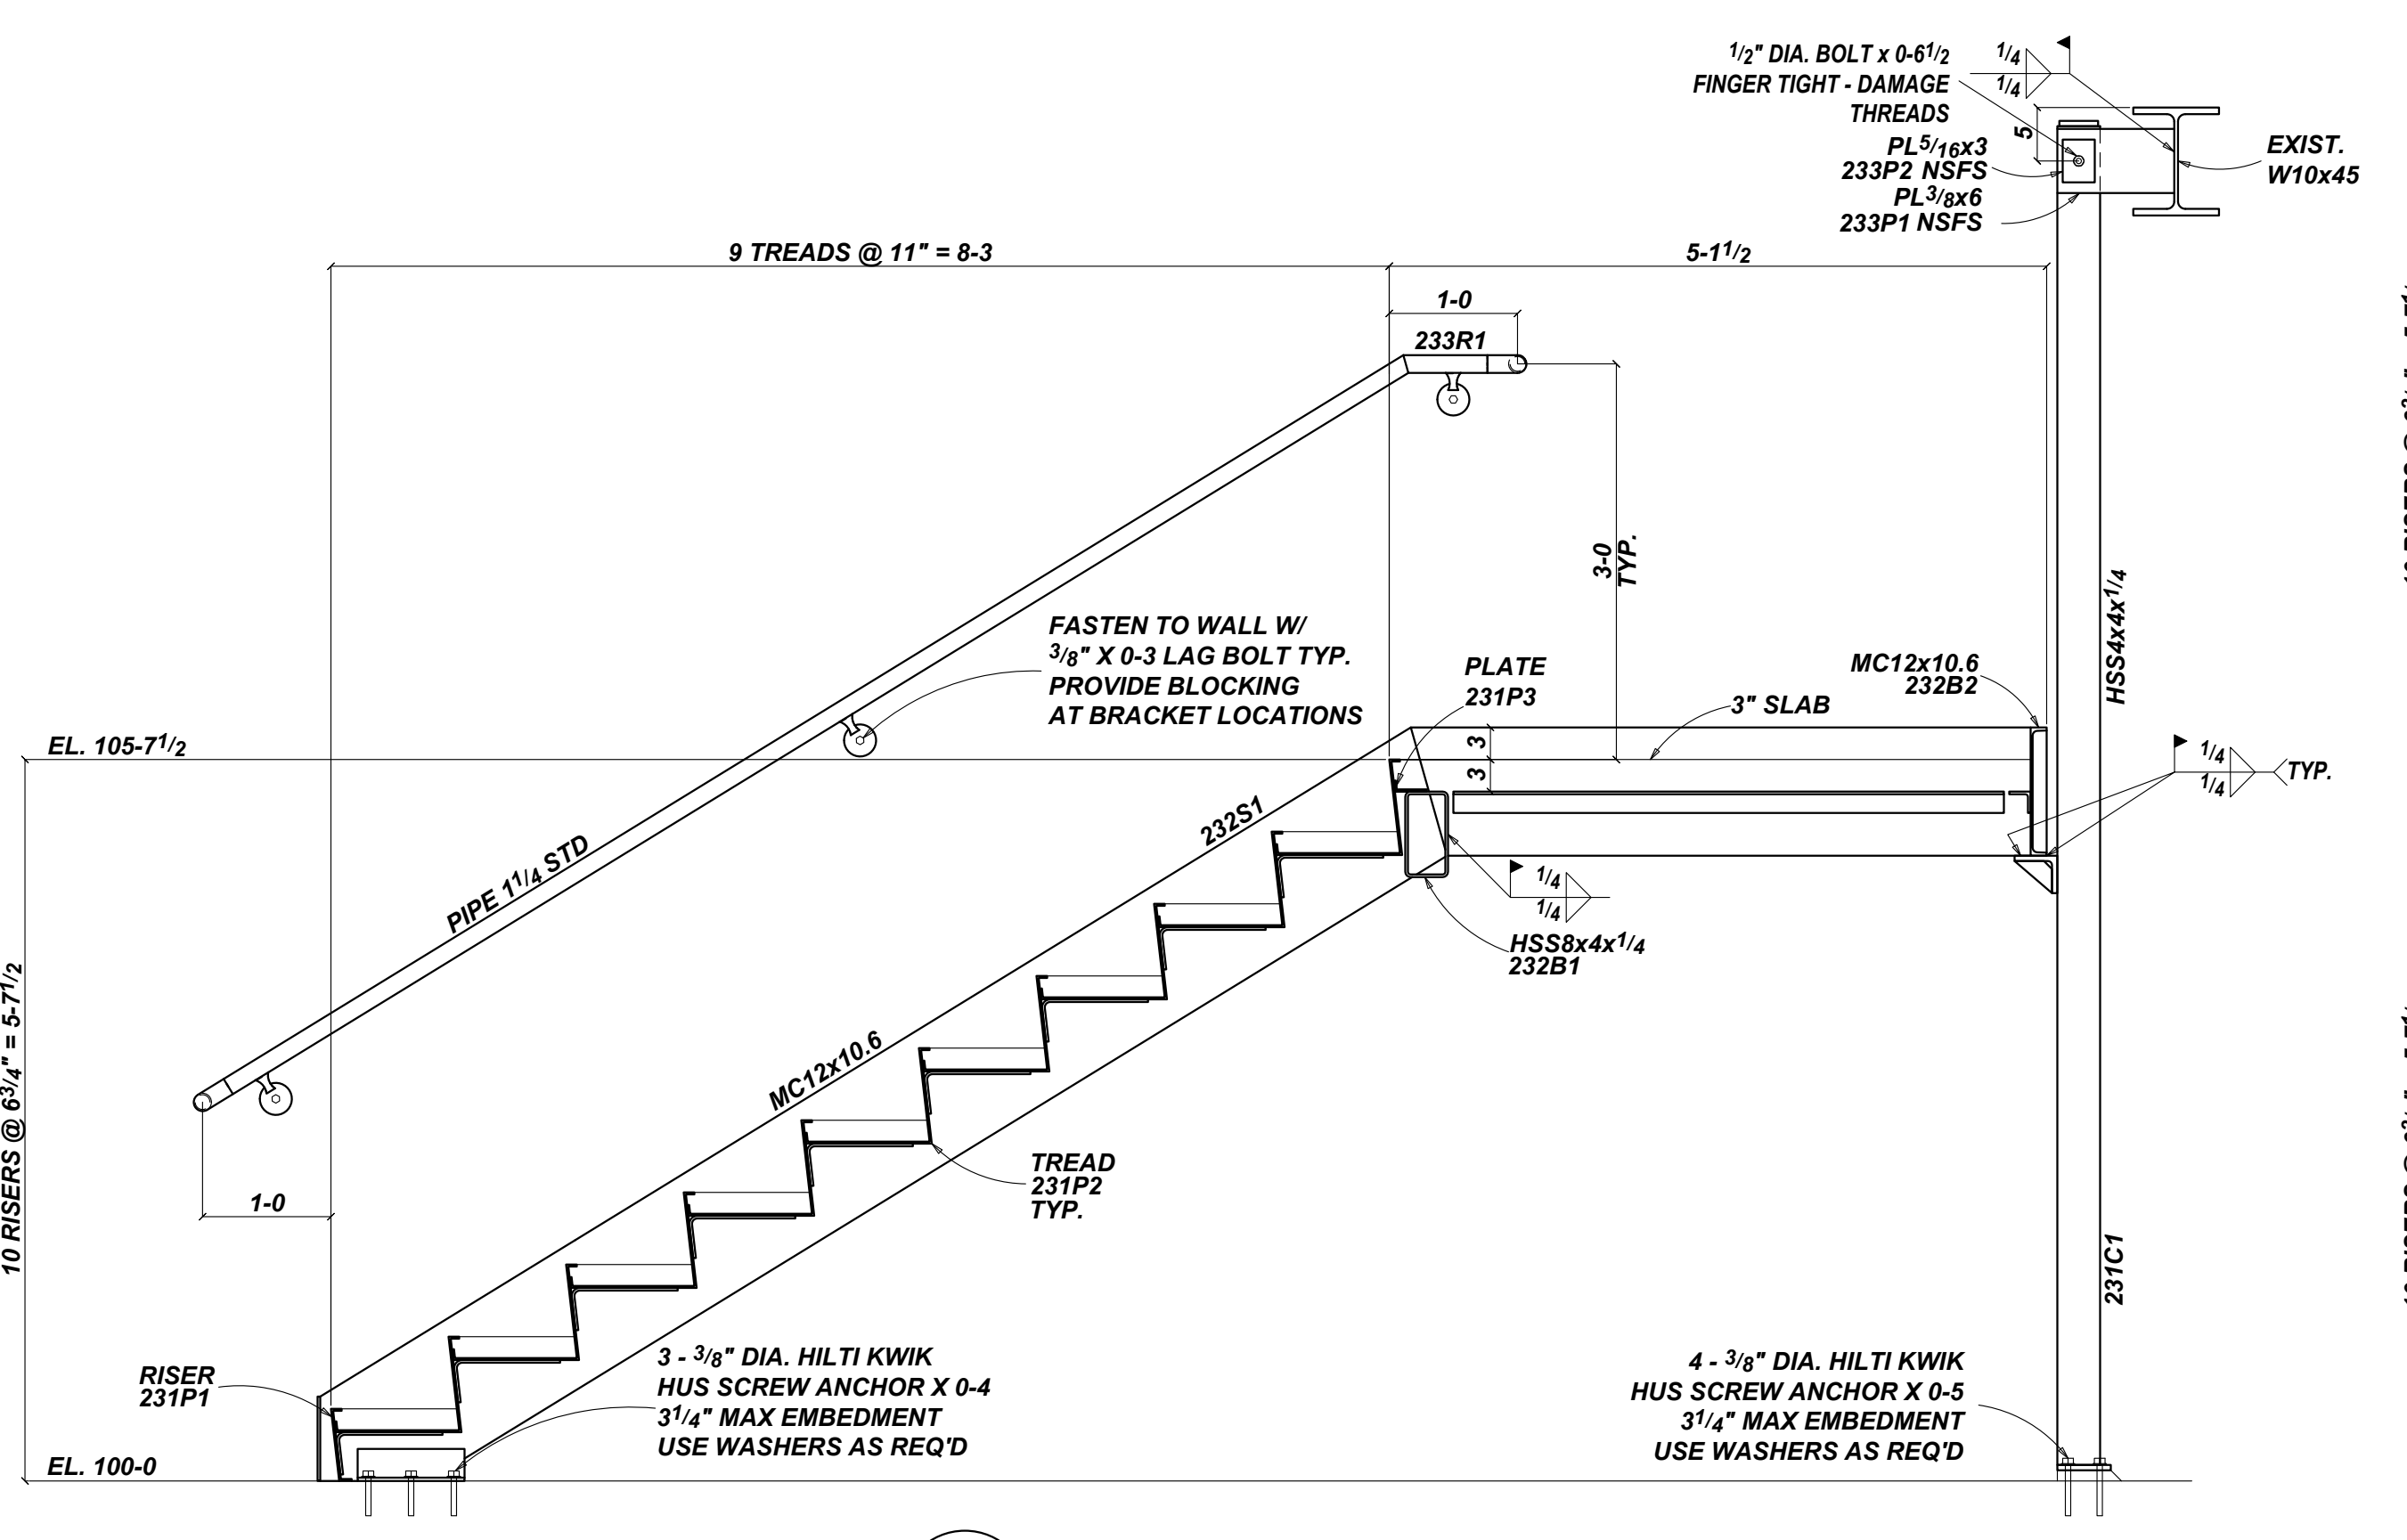 1/2" DIA. BOLT x 0-6 1/2
FINGER TIGHT - DAMAGE
THREADS
1/4
1/4
5
PL 5/16x3
233P2 NSFS
PL 3/8x6
233P1 NSFS
EXIST.
W10x45
9 TREADS @ 11" = 8-3
5-1 1/2
1-0
233R1
3-0
TYP.
HSS4x4x1/4
FASTEN TO WALL W/
3/8" X 0-3 LAG BOLT TYP.
PROVIDE BLOCKING
AT BRACKET LOCATIONS
PLATE
231P3
MC12x10.6
232B2
3" SLAB
EL. 105-7 1/2
3
3
1/4
1/4
TYP.
232S1
PIPE 1 1/4 STD
1/4
1/4
HSS8x4x1/4
232B1
10 RISERS @ 6 3/4" = 5-7 1/2
MC12x10.6
TREAD
231P2
TYP.
1-0
231C1
RISER
231P1
3 - 3/8" DIA. HILTI KWIK
HUS SCREW ANCHOR X 0-4
3 1/4" MAX EMBEDMENT
USE WASHERS AS REQ'D
4 - 3/8" DIA. HILTI KWIK
HUS SCREW ANCHOR X 0-5
3 1/4" MAX EMBEDMENT
USE WASHERS AS REQ'D
EL. 100-0